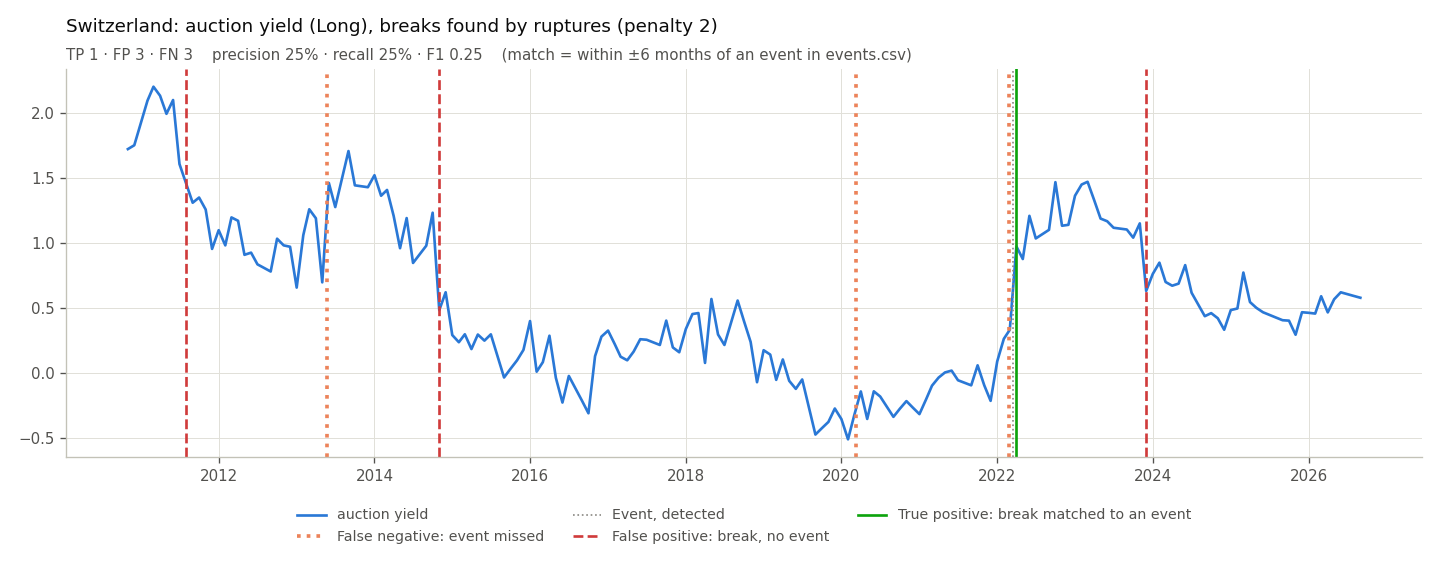 Switzerland: auction yield (Long), breaks found by ruptures (penalty 2)
TP 1 · FP 3 · FN 3    precision 25% · recall 25% · F1 0.25    (match = within ±6 months of an event in events.csv)
2.0
1.5
1.0
0.5
0.0
−0.5
2012 2014 2016 2018 2020 2022 2024 2026
auction yield
False negative: event missed
Event, detected
False positive: break, no event
True positive: break matched to an event